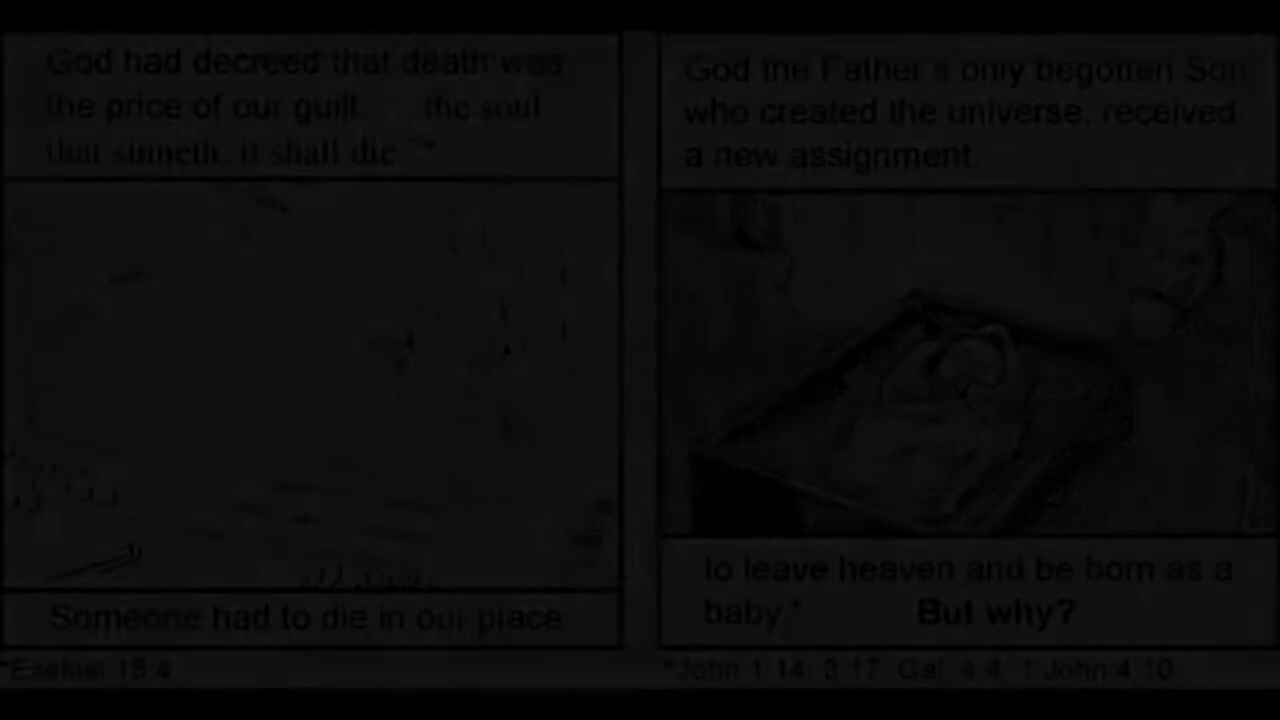 God had decreed that death was
the price of our guilt. "...the soul
that sinneth, it shall die."*
Someone had to die in our place.
*Ezekiel 18:4
God the Father's only begotten Son
who created the universe, received
a new assignment:
to leave heaven and be born as a
baby.* But why?
*John 1:14, 3:17, Gal. 4:4, 1 John 4:10